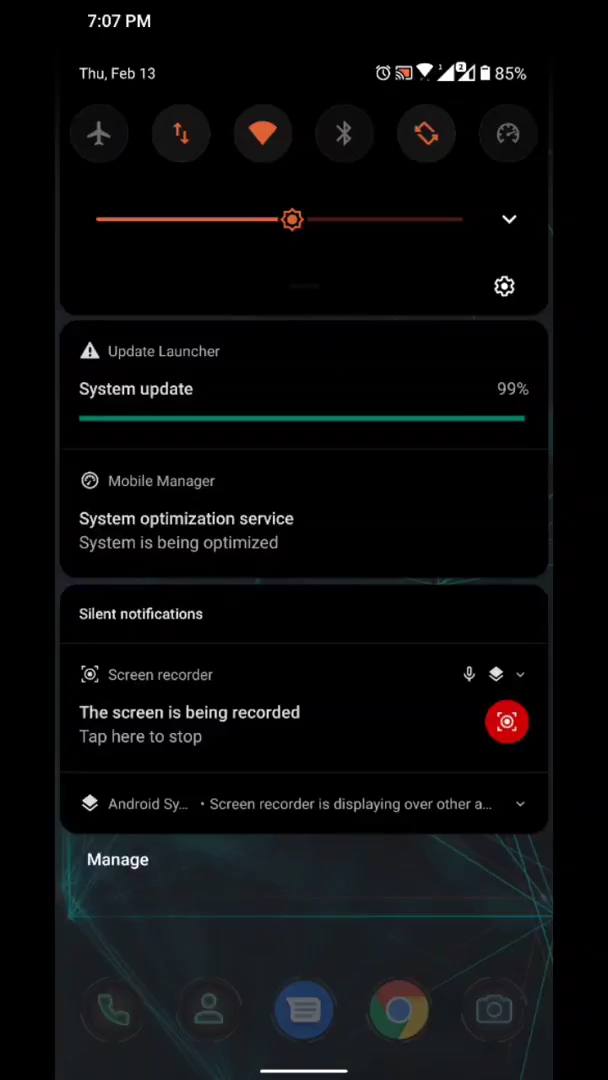 7:07 PM
Thu, Feb 13
1 2 85%
Update Launcher
System update 99%
Mobile Manager
System optimization service
System is being optimized
Silent notifications
Screen recorder
The screen is being recorded
Tap here to stop
Android Sy... • Screen recorder is displaying over other a...
Manage